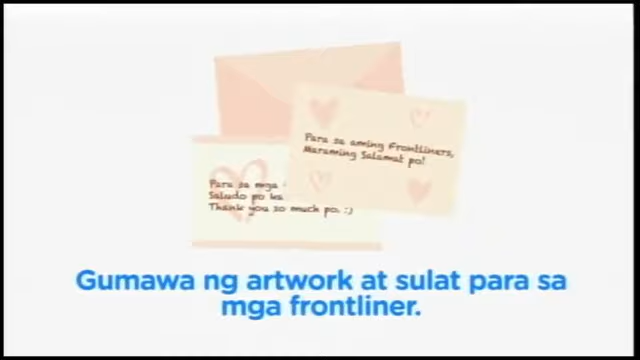 Para sa aming Frontliners,
Maraming Salamat po!
Para sa mga
Saludo po ka
Thank you so much po. :)
Gumawa ng artwork at sulat para sa
mga frontliner.